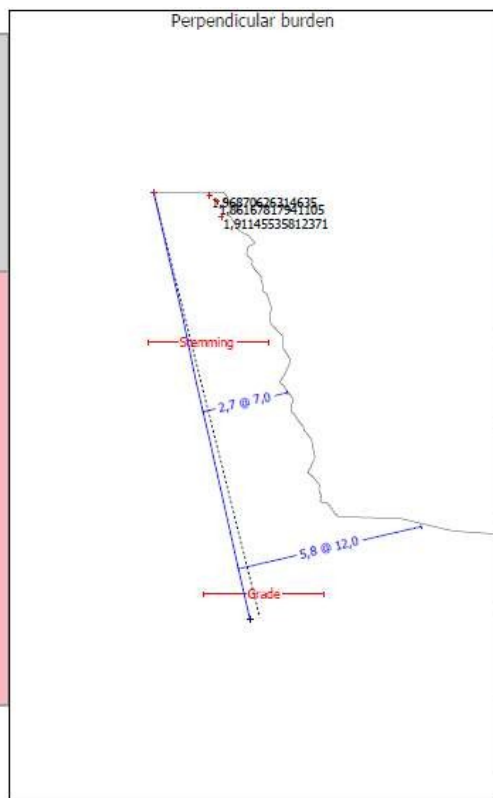 Perpendicular burden
1,96870626314635
1,86167817941105
1,91145535812371
Stemming
2,7 @ 7,0
5,8 @ 12,0
Grade